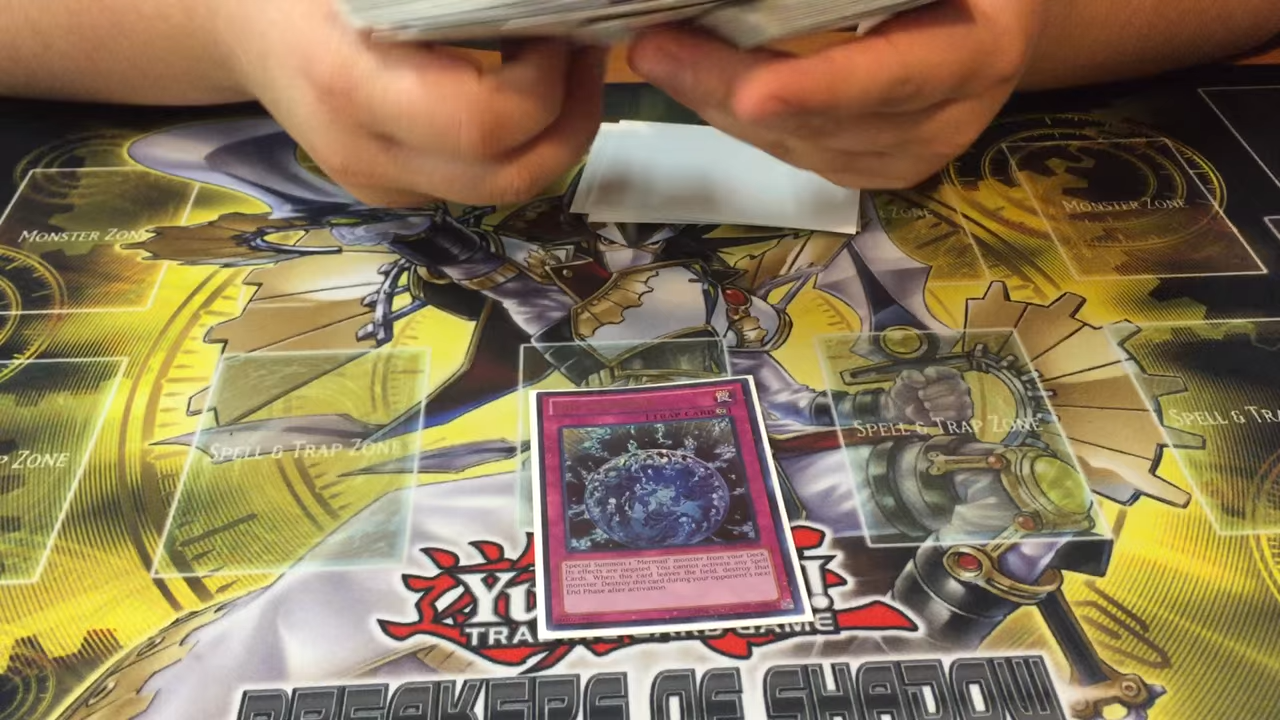 MONSTER ZONE
ZONE
MONSTER ZONE
P ZONE
SPELL & TRAP ZONE
SPELL & TRAP ZONE
SPELL & TRA
[TRAP CARD
Special Summon 1 "Mermail" monster from your Deck.
Its effects are negated. You cannot activate any Spell
Cards. When this card leaves the field, destroy that
monster. Destroy this card during your opponent's next
End Phase after activation.
Yu !
TRADING CARD GAME
BREAKERS OF SHADOW